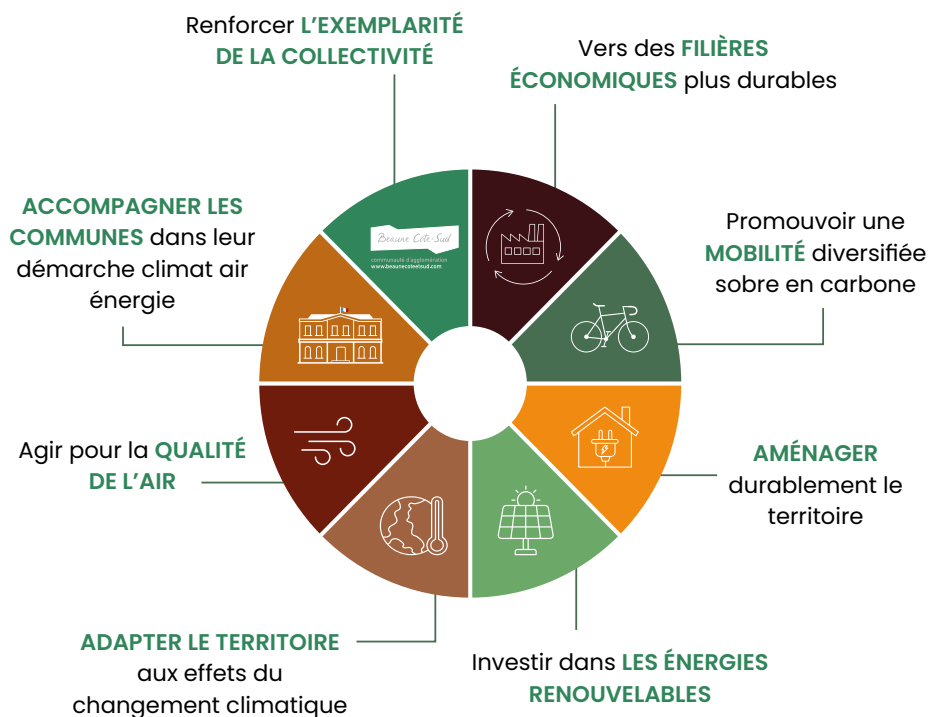 Renforcer L'EXEMPLARITÉ
DE LA COLLECTIVITÉ
Vers des FILIÈRES
ÉCONOMIQUES plus durables
ACCOMPAGNER LES
COMMUNES dans leur
démarche climat air
énergie
Beaune Côte-Sud
communauté d'agglomération
www.beaunecoteetsud.com
Promouvoir une
MOBILITÉ diversifiée
sobre en carbone
Agir pour la QUALITÉ
DE L'AIR
AMÉNAGER
durablement le
territoire
ADAPTER LE TERRITOIRE
aux effets du
changement climatique
Investir dans LES ÉNERGIES
RENOUVELABLES